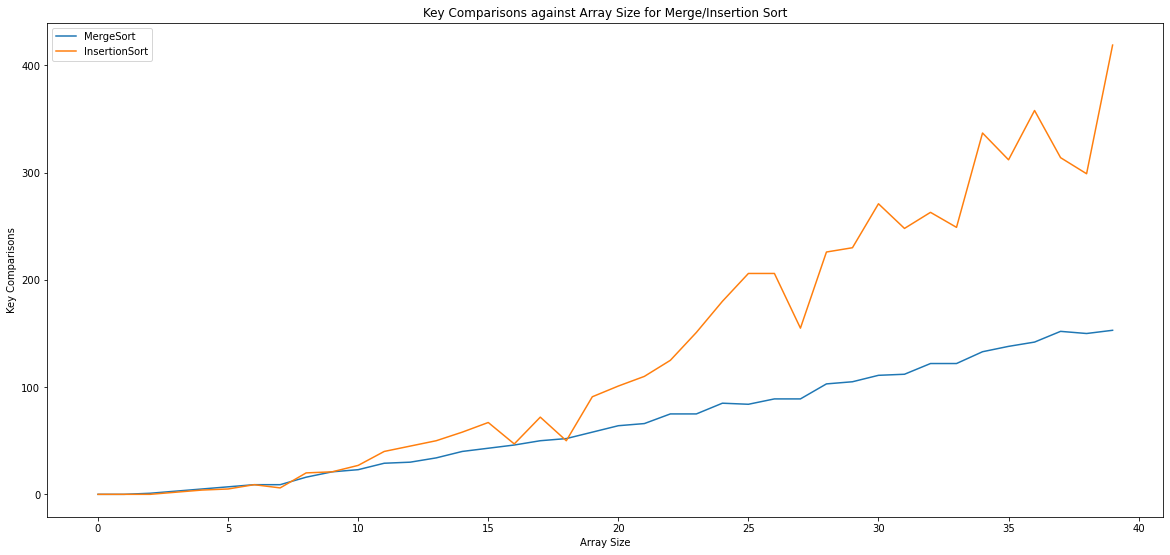 Key Comparisons against Array Size for Merge/Insertion Sort
MergeSort
InsertionSort
Key Comparisons
400
300
200
100
0
0 5 10 15 20 25 30 35 40
Array Size